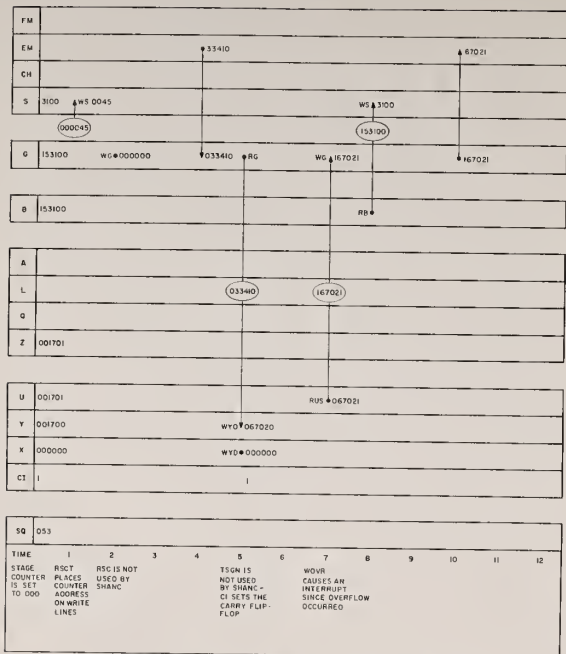 FM
EM 33410 67021
CH
S 3100 WS 0045 WS 3100
000045 153100
G 153100 WG 000000 033410 RG WG 167021 167021
B 153100 RB
A
L 033410 167021
Q
Z 001701
U 001701 RUS 067021
Y 001700 WYD 067020
X 000000 WYD 000000
CI 1 1
SQ 053
TIME 1 2 3 4 5 6 7 8 9 10 11 12
STAGE RSCT RSC IS NOT TSGN IS WOVR
COUNTER PLACES USED BY NOT USED CAUSES AN
IS SET COUNTER SHANC BY SHANC - INTERRUPT
TO 000 ADDRESS CI SETS THE SINCE OVERFLOW
ON WRITE CARRY FLIP- OCCURRED
LINES FLOP